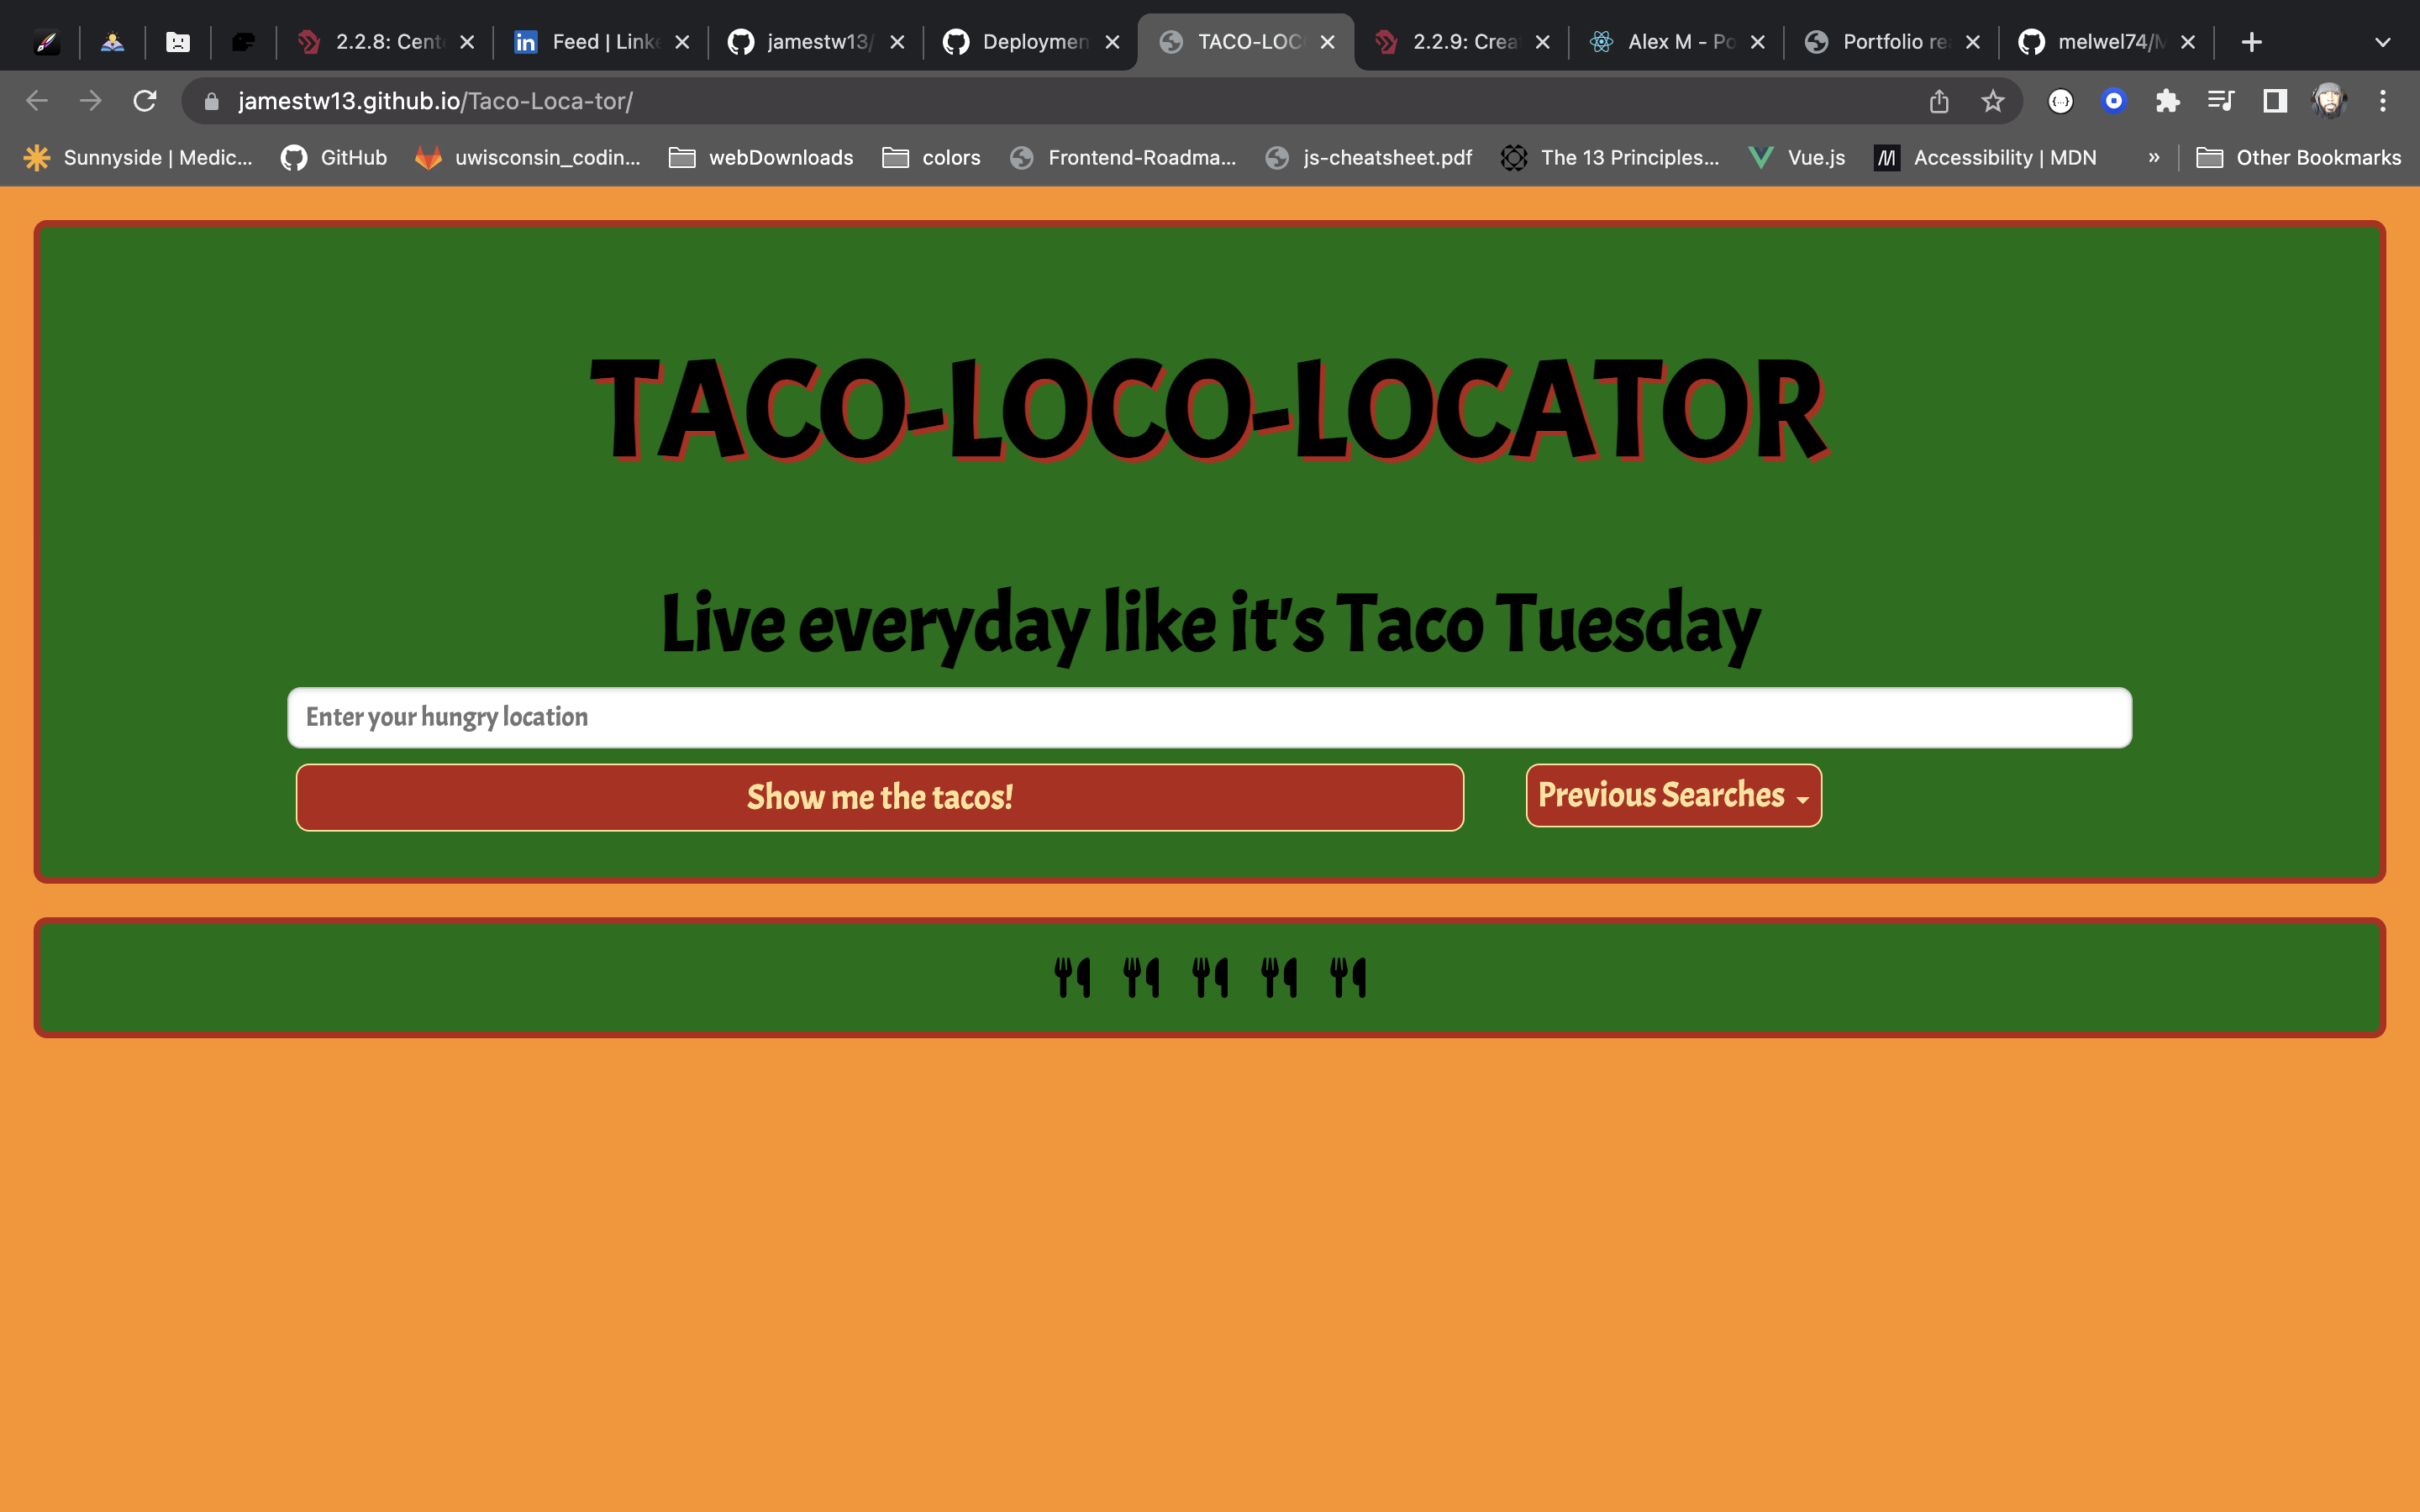 2.2.8: Cent
Feed | Linke
jamestw13/
Deploymen
TACO-LOC
2.2.9: Crea
Alex M - Po
Portfolio re
melwel74/M
jamestw13.github.io/Taco-Loca-tor/
Sunnyside | Medic...
GitHub
uwisconsin_codin...
webDownloads
colors
Frontend-Roadma...
js-cheatsheet.pdf
The 13 Principles...
Vue.js
Accessibility | MDN
»
Other Bookmarks
TACO-LOCO-LOCATOR
Live everyday like it's Taco Tuesday
Enter your hungry location
Show me the tacos!
Previous Searches